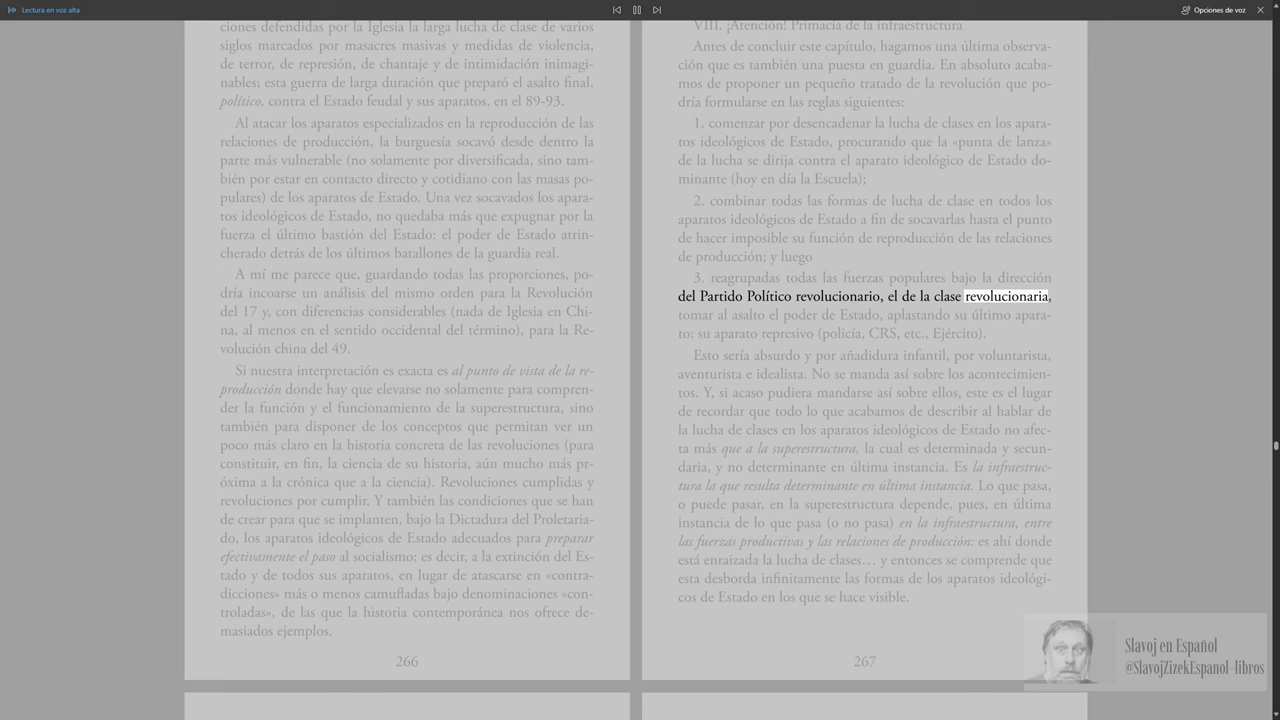 Lectura en voz alta
Opciones de voz
ciones defendidas por la Iglesia la larga lucha de clase de varios
siglos marcados por masacres masivas y medidas de violencia,
de terror, de represión, de chantaje y de intimidación inimagi-
nables; esta guerra de larga duración que preparó el asalto final,
político, contra el Estado feudal y sus aparatos, en el 89-93.
Al atacar los aparatos especializados en la reproducción de las
relaciones de producción, la burguesía socavó desde dentro la
parte más vulnerable (no solamente por diversificada, sino tam-
bién por estar en contacto directo y cotidiano con las masas po-
pulares) de los aparatos de Estado. Una vez socavados los apara-
tos ideológicos de Estado, no quedaba más que expugnar por la
fuerza el último bastión del Estado: el poder de Estado atrin-
cherado detrás de los últimos batallones de la guardia real.
A mí me parece que, guardando todas las proporciones, po-
dría incoarse un análisis del mismo orden para la Revolución
del 17 y, con diferencias considerables (nada de Iglesia en Chi-
na, al menos en el sentido occidental del término), para la Re-
volución china del 49.
Si nuestra interpretación es exacta es al punto de vista de la re-
producción donde hay que elevarse no solamente para compren-
der la función y el funcionamiento de la superestructura, sino
también para disponer de los conceptos que permitan ver un
poco más claro en la historia concreta de las revoluciones (para
constituir, en fin, la ciencia de su historia, aún mucho más pr-
óxima a la crónica que a la ciencia). Revoluciones cumplidas y
revoluciones por cumplir. Y también las condiciones que se han
de crear para que se implanten, bajo la Dictadura del Proletaria-
do, los aparatos ideológicos de Estado adecuados para preparar
efectivamente el paso al socialismo; es decir, a la extinción del Es-
tado y de todos sus aparatos, en lugar de atascarse en «contra-
dicciones» más o menos camufladas bajo denominaciones «con-
troladas», de las que la historia contemporánea nos ofrece de-
masiados ejemplos.
266
VIII. ¡Atención! Primacía de la infraestructura
Antes de concluir este capítulo, hagamos una última observa-
ción que es también una puesta en guardia. En absoluto acaba-
mos de proponer un pequeño tratado de la revolución que po-
dría formularse en las reglas siguientes:
1. comenzar por desencadenar la lucha de clases en los apara-
tos ideológicos de Estado, procurando que la «punta de lanza»
de la lucha se dirija contra el aparato ideológico de Estado do-
minante (hoy en día la Escuela);
2. combinar todas las formas de lucha de clase en todos los
aparatos ideológicos de Estado a fin de socavarlas hasta el punto
de hacer imposible su función de reproducción de las relaciones
de producción; y luego
3. reagrupadas todas las fuerzas populares bajo la dirección
del Partido Político revolucionario, el de la clase revolucionaria,
tomar al asalto el poder de Estado, aplastando su último apara-
to: su aparato represivo (policía, CRS, etc., Ejército).
Esto sería absurdo y por añadidura infantil, por voluntarista,
aventurista e idealista. No se manda así sobre los acontecimien-
tos. Y, si acaso pudiera mandarse así sobre ellos, este es el lugar
de recordar que todo lo que acabamos de describir al hablar de
la lucha de clases en los aparatos ideológicos de Estado no afec-
ta más que a la superestructura, la cual es determinada y secun-
daria, y no determinante en última instancia. Es la infraestruc-
tura la que resulta determinante en última instancia. Lo que pasa,
o puede pasar, en la superestructura depende, pues, en última
instancia de lo que pasa (o no pasa) en la infraestructura, entre
las fuerzas productivas y las relaciones de producción: es ahí donde
está enraizada la lucha de clases… y entonces se comprende que
esta desborda infinitamente las formas de los aparatos ideológi-
cos de Estado en los que se hace visible.
267
Slavoj en Español
@SlavojZizekEspanol-libros